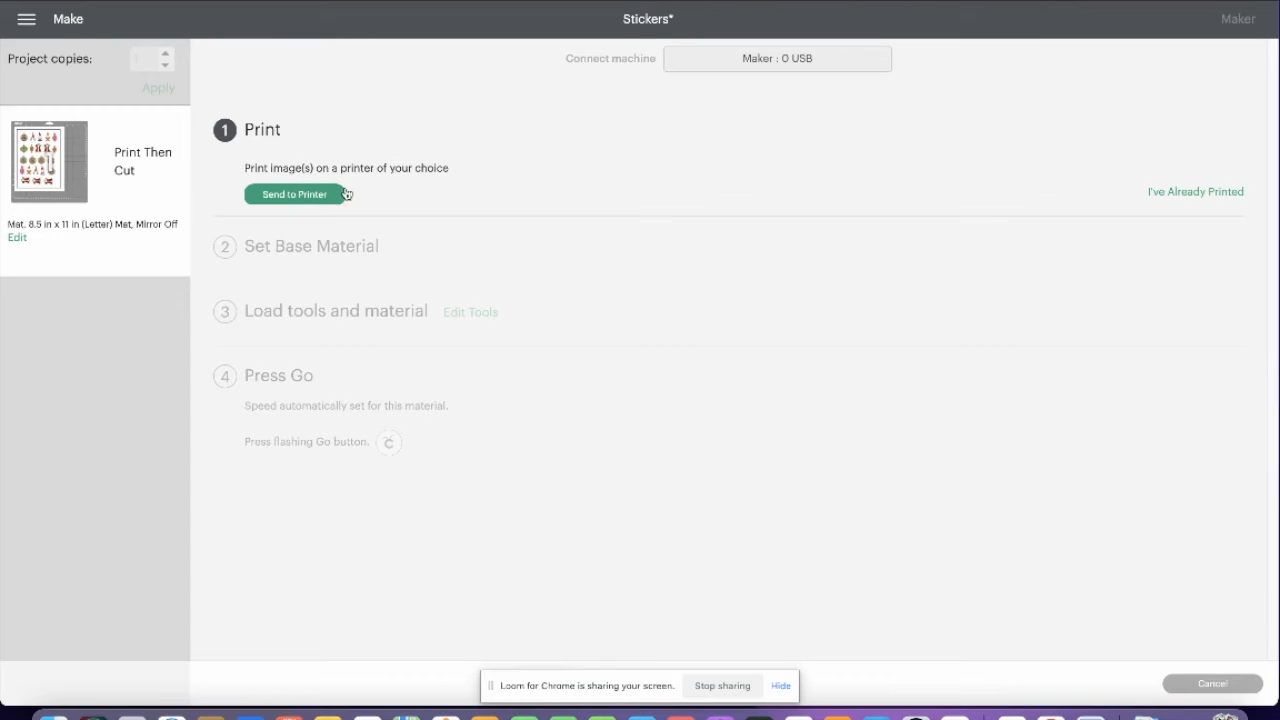 Make
Stickers*
Maker
Project copies:
Apply
Connect machine
Maker : 0 USB
Print Then
Cut
Mat. 8.5 in x 11 in (Letter) Mat, Mirror Off
Edit
1 Print
Print image(s) on a printer of your choice
Send to Printer
I've Already Printed
2 Set Base Material
3 Load tools and material Edit Tools
4 Press Go
Speed automatically set for this material.
Press flashing Go button.
Loom for Chrome is sharing your screen.
Stop sharing
Hide
Cancel